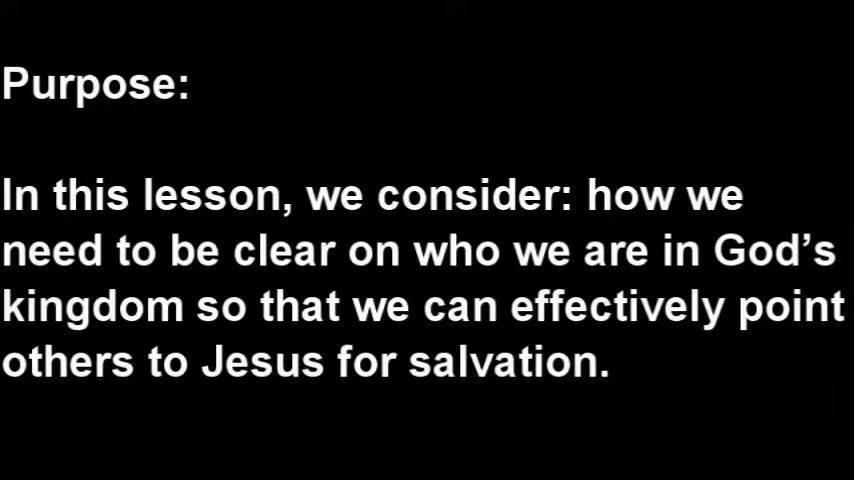 Purpose:
In this lesson, we consider: how we
need to be clear on who we are in God’s
kingdom so that we can effectively point
others to Jesus for salvation.